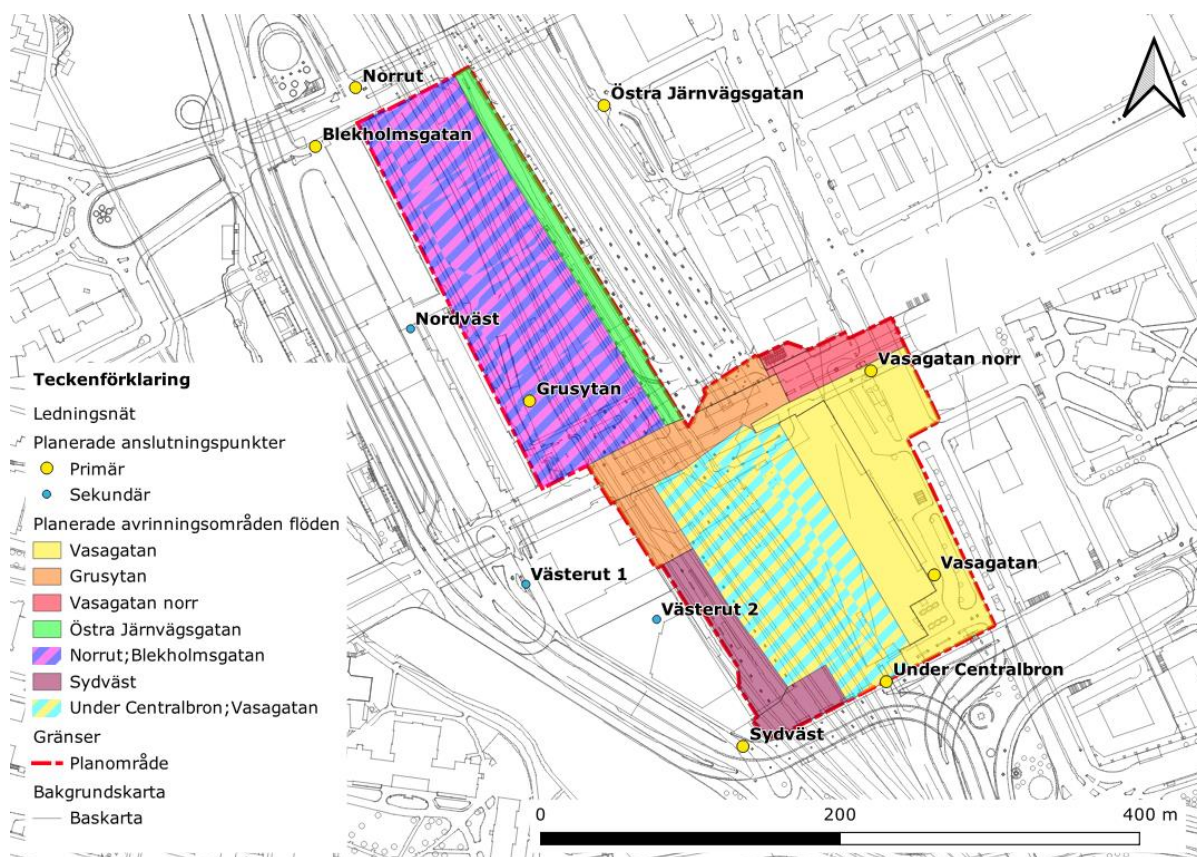 Norrut
Östra Järnvägsgatan
Blekholmsgatan
Nordväst
Vasagatan norr
Grusytan
Teckenförklaring
Ledningsnät
Planerade anslutningspunkter
Primär
Sekundär
Planerade avrinningsområden flöden
Vasagatan
Grusytan
Vasagatan norr
Östra Järnvägsgatan
Norrut;Blekholmsgatan
Sydväst
Under Centralbron;Vasagatan
Gränser
Planområde
Bakgrundskarta
Baskarta
Västerut 1
Vasagatan
Västerut 2
Under Centralbron
Sydväst
0 200 400 m